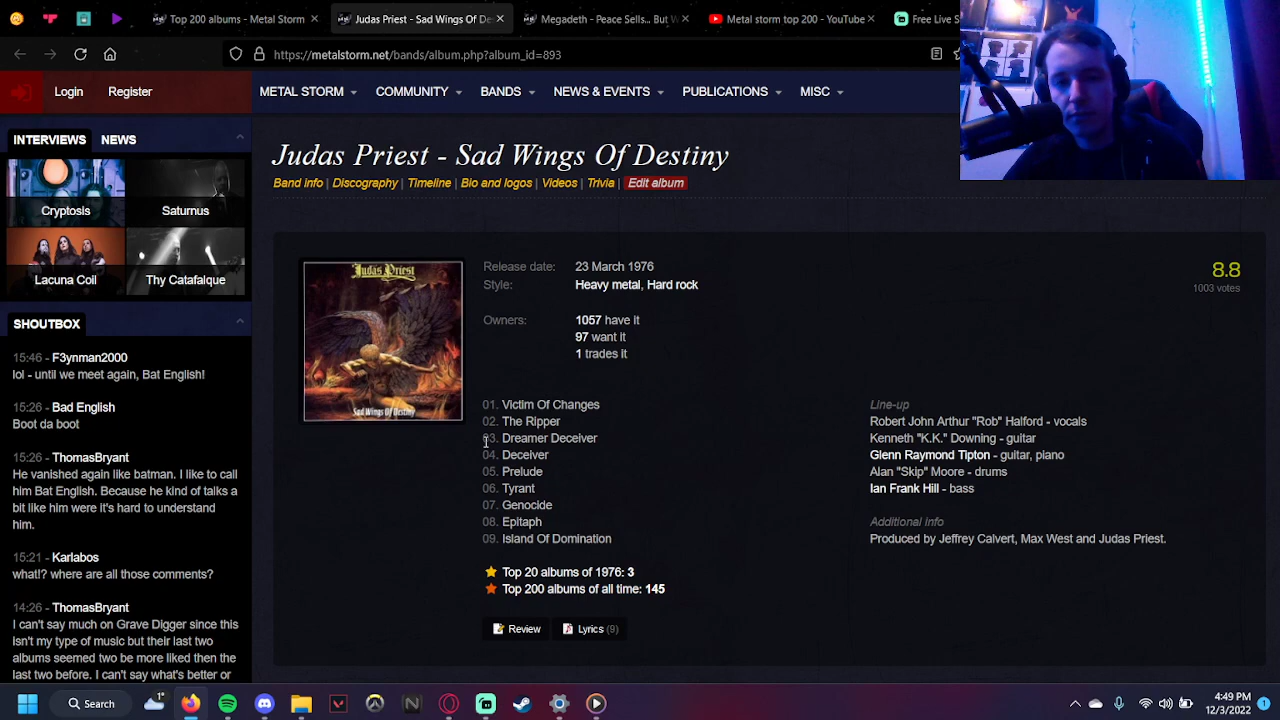 Top 200 albums - Metal Storm
Judas Priest - Sad Wings Of De
Megadeth - Peace Sells... But W
Metal storm top 200 - YouTube
Free Live S
https://metalstorm.net/bands/album.php?album_id=893
Login
Register
METAL STORM
COMMUNITY
BANDS
NEWS & EVENTS
PUBLICATIONS
MISC
INTERVIEWS
NEWS
Cryptosis
Saturnus
Lacuna Coil
Thy Catafalque
SHOUTBOX
15:46 - F3ynman2000
lol - until we meet again, Bat English!
15:26 - Bad English
Boot da boot
15:26 - ThomasBryant
He vanished again like batman. I like to call
him Bat English. Because he kind of talks a
bit like him were it's hard to understand
him.
15:21 - Karlabos
what!? where are all those comments?
14:26 - ThomasBryant
I can't say much on Grave Digger since this
isn't my type of music but their last two
albums seemed two be more liked then the
last two before. I can't say what's better or
Judas Priest - Sad Wings Of Destiny
Band info | Discography | Timeline | Bio and logos | Videos | Trivia | Edit album
Judas Priest
Sad Wings Of Destiny
Release date: 23 March 1976
Style: Heavy metal, Hard rock
Owners: 1057 have it
97 want it
1 trades it
8.8
1003 votes
01. Victim Of Changes
02. The Ripper
03. Dreamer Deceiver
04. Deceiver
05. Prelude
06. Tyrant
07. Genocide
08. Epitaph
09. Island Of Domination
Top 20 albums of 1976: 3
Top 200 albums of all time: 145
Review
Lyrics (9)
Line-up
Robert John Arthur "Rob" Halford - vocals
Kenneth "K.K." Downing - guitar
Glenn Raymond Tipton - guitar, piano
Alan "Skip" Moore - drums
Ian Frank Hill - bass
Additional info
Produced by Jeffrey Calvert, Max West and Judas Priest.
Search
1°
4:49 PM
12/3/2022
1